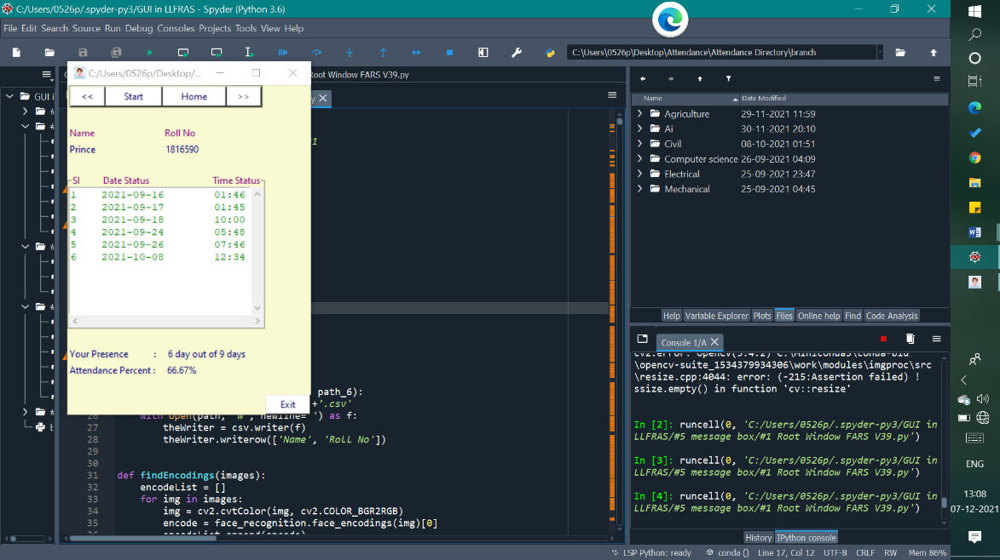 C:/Users/0526p/.spyder-py3/GUI in LLFRAS - Spyder (Python 3.6)
File Edit Search Source Run Debug Consoles Projects Tools View Help
C:\Users\0526p\Desktop\Attendance\Attendance Directory\branch
C:/Users/0526p/Desktop/...
Root Window FARS V39.py
<< Start Home >>
Name Roll No
Prince 1816590
Sl Date Status Time Status
1 2021-09-16 01:46
2 2021-09-17 01:45
3 2021-09-18 10:00
4 2021-09-24 05:48
5 2021-09-26 07:46
6 2021-10-08 12:34
Your Presence : 6 day out of 9 days
Attendance Percent : 66.67%
Exit
GUI i
path_6):
+'.csv'
with open(path, 'w', newline='') as f:
27 theWriter = csv.writer(f)
28 theWriter.writerow(['Name', 'Roll No'])
29
30
31 def findEncodings(images):
32 encodeList = []
33 for img in images:
34 img = cv2.cvtColor(img, cv2.COLOR_BGR2RGB)
35 encode = face_recognition.face_encodings(img)[0]
Name Date Modified
Agriculture 29-11-2021 11:59
Ai 30-11-2021 20:10
Civil 08-10-2021 01:51
Computer science 26-09-2021 04:09
Electrical 25-09-2021 23:47
Mechanical 25-09-2021 04:45
Help Variable Explorer Plots Files Online help Find Code Analysis
Console 1/A
\opencv-suite_1534379934306\work\modules\imgproc\src
\resize.cpp:4044: error: (-215:Assertion failed) !
ssize.empty() in function 'cv::resize'
In [2]: runcell(0, 'C:/Users/0526p/.spyder-py3/GUI in
LLFRAS/#5 message box/#1 Root Window FARS V39.py')
In [3]: runcell(0, 'C:/Users/0526p/.spyder-py3/GUI in
LLFRAS/#5 message box/#1 Root Window FARS V39.py')
In [4]: runcell(0, 'C:/Users/0526p/.spyder-py3/GUI in
LLFRAS/#5 message box/#1 Root Window FARS V39.py')
History IPython console
LSP Python: ready conda () Line 17, Col 12 UTF-8 CRLF RW Mem 86%
ENG
13:08
07-12-2021